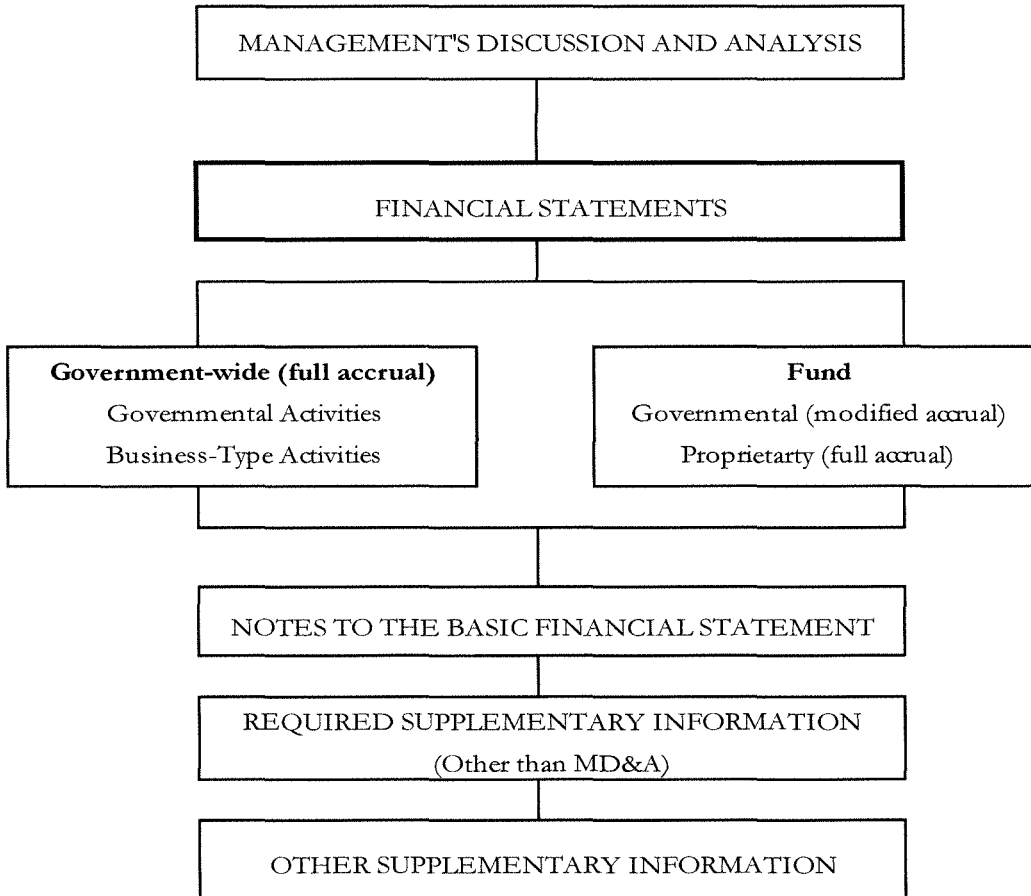 MANAGEMENT'S DISCUSSION AND ANALYSIS
FINANCIAL STATEMENTS
Government-wide (full accrual)
Governmental Activities
Business-Type Activities
Fund
Governmental (modified accrual)
Proprietarty (full accrual)
NOTES TO THE BASIC FINANCIAL STATEMENT
REQUIRED SUPPLEMENTARY INFORMATION
(Other than MD&A)
OTHER SUPPLEMENTARY INFORMATION